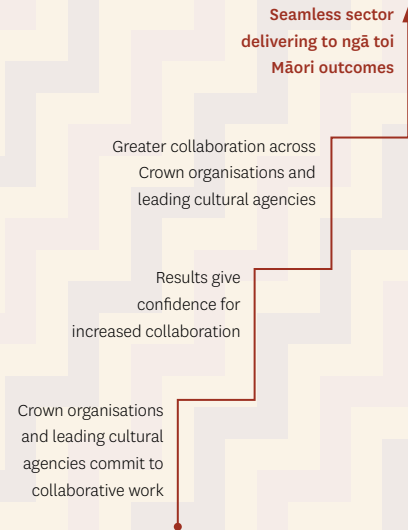 Seamless sector
delivering to ngā toi
Māori outcomes
Greater collaboration across
Crown organisations and
leading cultural agencies
Results give
confidence for
increased collaboration
Crown organisations
and leading cultural
agencies commit to
collaborative work